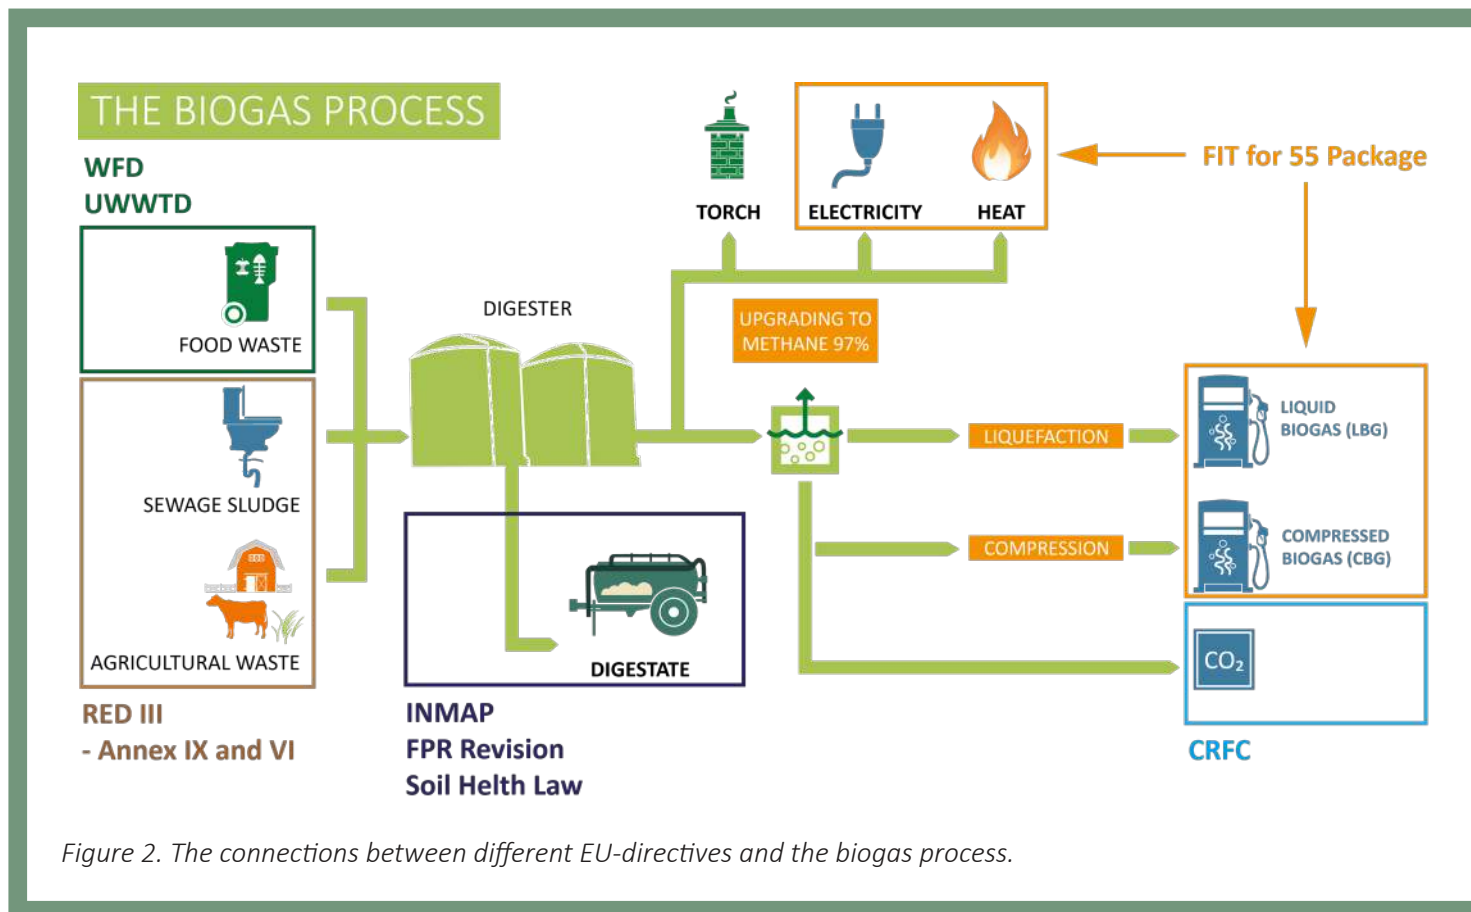 THE BIOGAS PROCESS
WFD
UWWTD
FOOD WASTE
SEWAGE SLUDGE
AGRICULTURAL WASTE
RED III
- Annex IX and VI
DIGESTER
DIGESTATE
INMAP
FPR Revision
Soil Helth Law
TORCH
ELECTRICITY
HEAT
FIT for 55 Package
UPGRADING TO
METHANE 97%
LIQUEFACTION
LIQUID
BIOGAS (LBG)
COMPRESSION
COMPRESSED
BIOGAS (CBG)
CO₂
CRFC
Figure 2. The connections between different EU-directives and the biogas process.